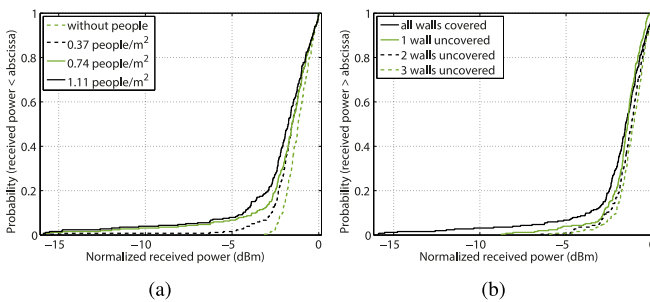 1
0.8
0.6
0.4
0.2
0
Probability (received power < abscissa)
without people
0.37 people/m²
0.74 people/m²
1.11 people/m²
−15
−10
−5
0
Normalized received power (dBm)
(a)
1
0.8
0.6
0.4
0.2
0
Probability (received power > abscissa)
all walls covered
1 wall uncovered
2 walls uncovered
3 walls uncovered
−15
−10
−5
0
Normalized received power (dBm)
(b)